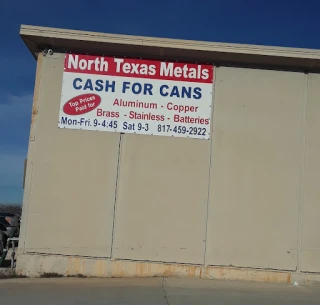 North Texas Metals
CASH FOR CANS
Top Prices
Paid for
Aluminum - Copper
Brass - Stainless - Batteries
Mon-Fri. 9-4:45 Sat 9-3 817-459-2922